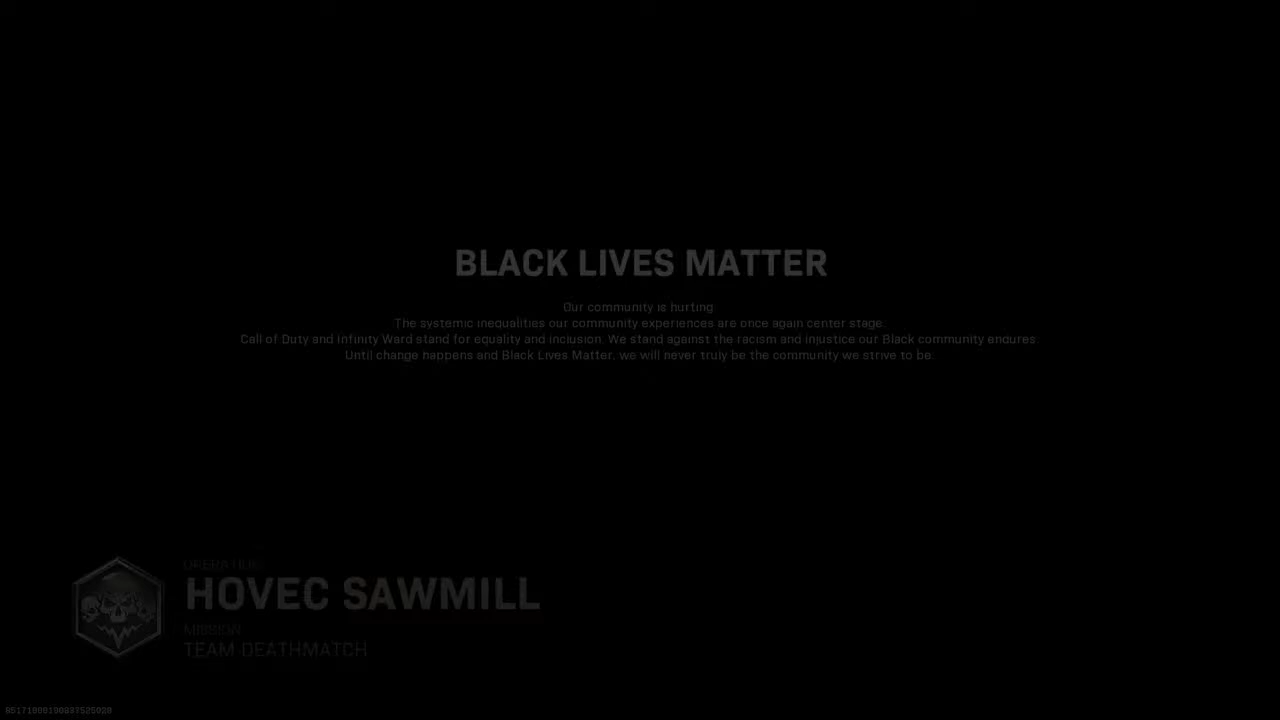 BLACK LIVES MATTER
Our community is hurting.
The systemic inequalities our community experiences are once again center stage.
Call of Duty and Infinity Ward stand for equality and inclusion. We stand against the racism and injustice our Black community endures.
Until change happens and Black Lives Matter, we will never truly be the community we strive to be.
OPERATION
HOVEC SAWMILL
MISSION
TEAM DEATHMATCH